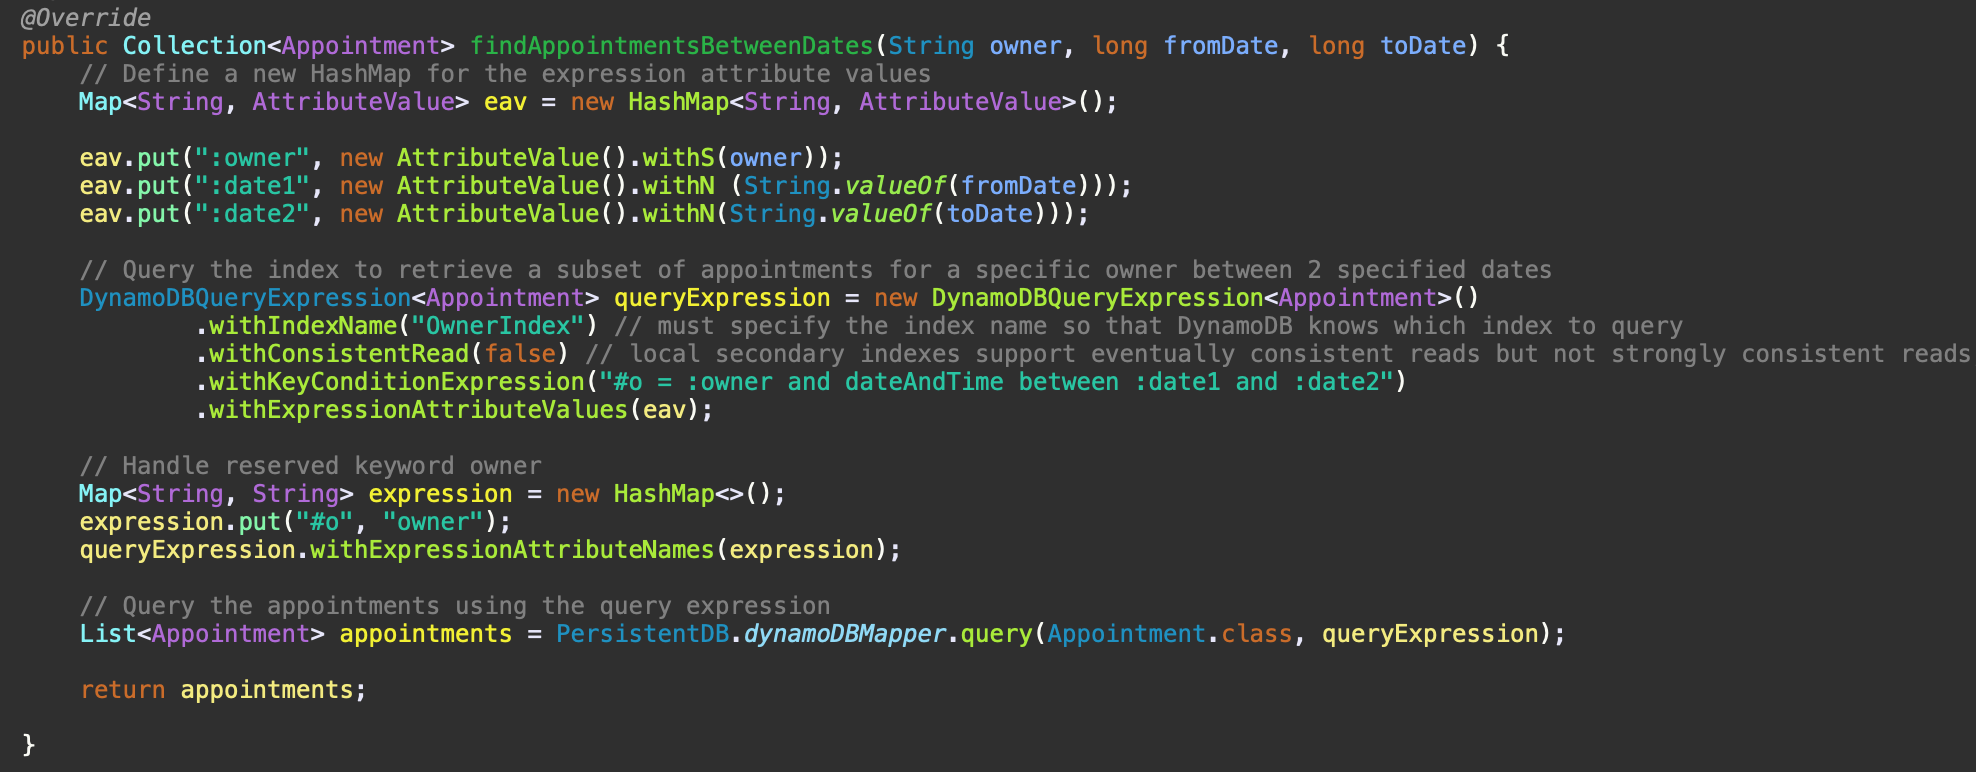 @Override
public Collection<Appointment> findAppointmentsBetweenDates(String owner, long fromDate, long toDate) {
    // Define a new HashMap for the expression attribute values
    Map<String, AttributeValue> eav = new HashMap<String, AttributeValue>();

    eav.put(":owner", new AttributeValue().withS(owner));
    eav.put(":date1", new AttributeValue().withN (String.valueOf(fromDate)));
    eav.put(":date2", new AttributeValue().withN(String.valueOf(toDate)));

    // Query the index to retrieve a subset of appointments for a specific owner between 2 specified dates
    DynamoDBQueryExpression<Appointment> queryExpression = new DynamoDBQueryExpression<Appointment>()
            .withIndexName("OwnerIndex") // must specify the index name so that DynamoDB knows which index to query
            .withConsistentRead(false) // local secondary indexes support eventually consistent reads but not strongly consistent reads
            .withKeyConditionExpression("#o = :owner and dateAndTime between :date1 and :date2")
            .withExpressionAttributeValues(eav);

    // Handle reserved keyword owner
    Map<String, String> expression = new HashMap<>();
    expression.put("#o", "owner");
    queryExpression.withExpressionAttributeNames(expression);

    // Query the appointments using the query expression
    List<Appointment> appointments = PersistentDB.dynamoDBMapper.query(Appointment.class, queryExpression);

    return appointments;

}